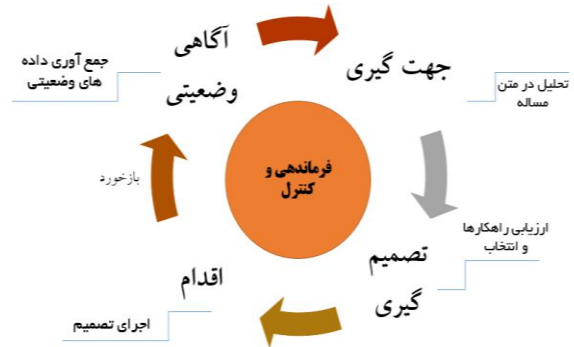 آگاهی
وضعیتی
جمع آوری داده
های وضعیتی
جهت گیری
تحلیل در متن
مساله
فرماندهی و
کنترل
بازخورد
ارزیابی راهکارها
و انتخاب
تصمیم
گیری
اقدام
اجرای تصمیم